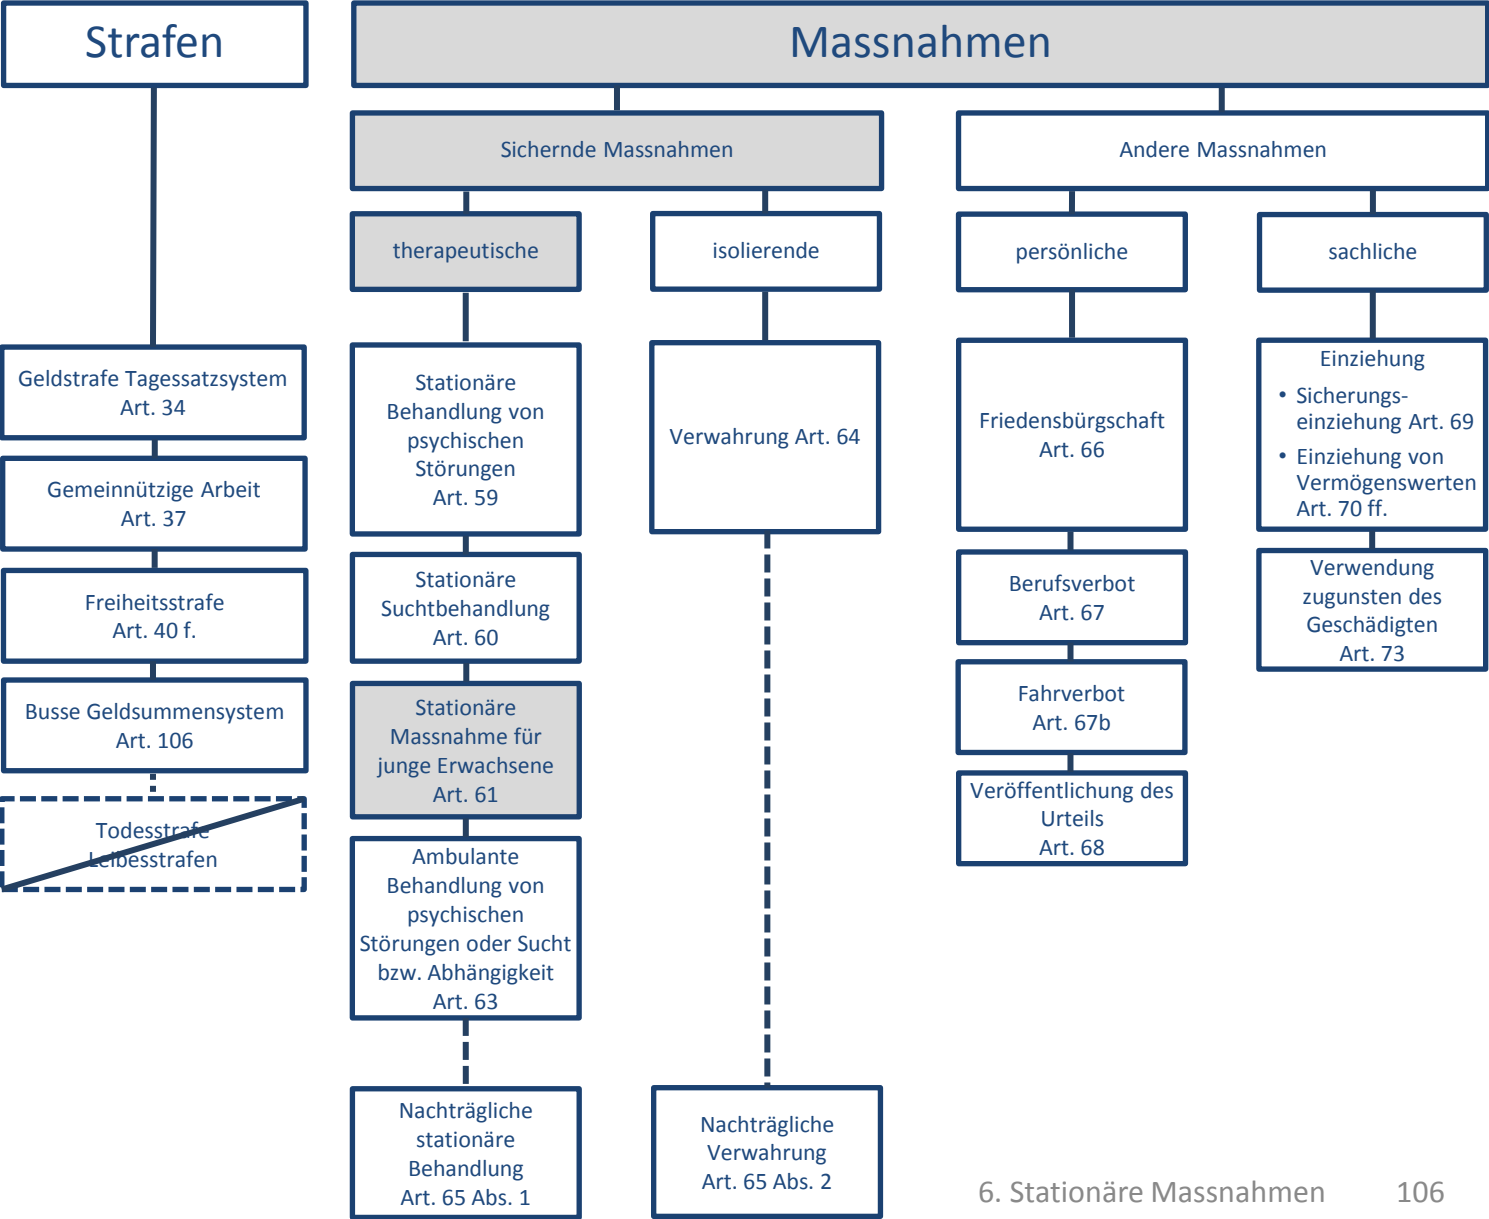 Strafen
Massnahmen
Sichernde Massnahmen
Andere Massnahmen
therapeutische
isolierende
persönliche
sachliche
Geldstrafe Tagessatzsystem
Art. 34
Gemeinnützige Arbeit
Art. 37
Freiheitsstrafe
Art. 40 f.
Busse Geldsummensystem
Art. 106
Todesstrafe
Leibesstrafen
Stationäre
Behandlung von
psychischen
Störungen
Art. 59
Stationäre
Suchtbehandlung
Art. 60
Stationäre
Massnahme für
junge Erwachsene
Art. 61
Ambulante
Behandlung von
psychischen
Störungen oder Sucht
bzw. Abhängigkeit
Art. 63
Nachträgliche
stationäre
Behandlung
Art. 65 Abs. 1
Verwahrung Art. 64
Nachträgliche
Verwahrung
Art. 65 Abs. 2
Friedensbürgschaft
Art. 66
Berufsverbot
Art. 67
Fahrverbot
Art. 67b
Veröffentlichung des
Urteils
Art. 68
Einziehung
• Sicherungs-
einziehung Art. 69
• Einziehung von
Vermögenswerten
Art. 70 ff.
Verwendung
zugunsten des
Geschädigten
Art. 73
6. Stationäre Massnahmen 106